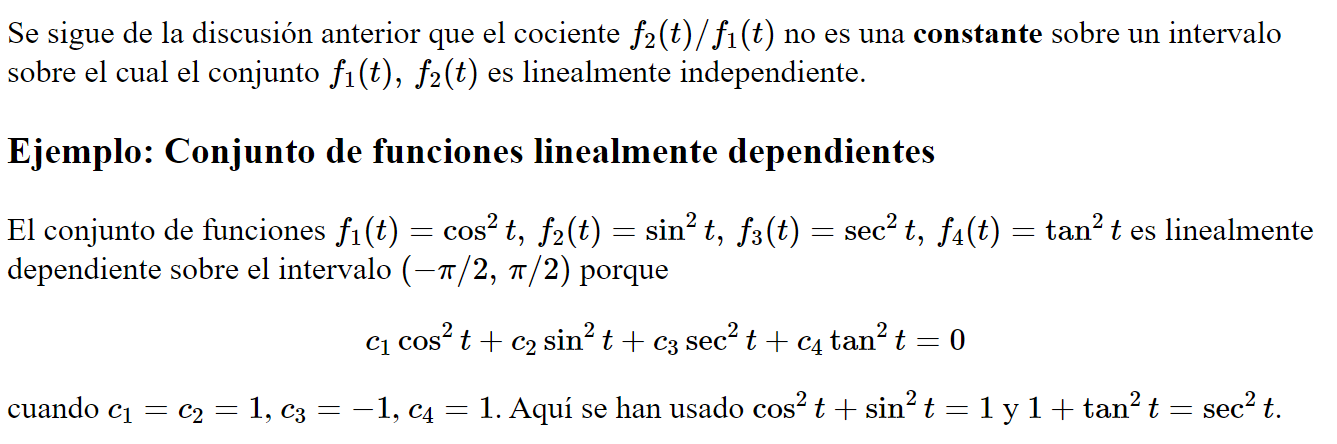 Se sigue de la discusión anterior que el cociente f₂(t)/f₁(t) no es una constante sobre un intervalo
sobre el cual el conjunto f₁(t), f₂(t) es linealmente independiente.
Ejemplo: Conjunto de funciones linealmente dependientes
El conjunto de funciones f₁(t) = cos² t, f₂(t) = sin² t, f₃(t) = sec² t, f₄(t) = tan² t es linealmente
dependiente sobre el intervalo (−π/2, π/2) porque
c₁ cos² t + c₂ sin² t + c₃ sec² t + c₄ tan² t = 0
cuando c₁ = c₂ = 1, c₃ = −1, c₄ = 1. Aquí se han usado cos² t + sin² t = 1 y 1 + tan² t = sec² t.